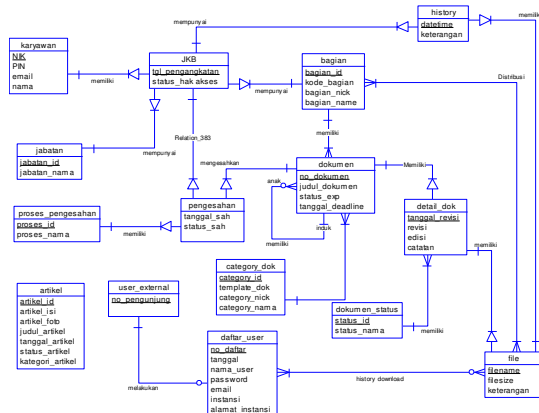 history
datetime
keterangan
mempunyai
memiliki
karyawan
NIK
PIN
email
nama
memiliki
JKB
tgl_pengangkatan
status_hak akses
mempunyai
bagian
bagian_id
kode_bagian
bagian_nick
bagian_name
Distribusi
mempunyai
memiliki
jabatan
jabatan_id
jabatan_nama
Relation_383
mengesahkan
dokumen
no_dokumen
judul_dokumen
status_exp
tanggal_deadline
anak
induk
memiliki
Memiliki
proses_pengesahan
proses_id
proses_nama
memiliki
pengesahan
tanggal_sah
status_sah
detail_dok
tanggal_revisi
revisi
edisi
catatan
memiliki
category_dok
category_id
template_dok
category_nick
category_nama
memiliki
artikel
artikel_id
artikel_isi
artikel_foto
judul_artikel
tanggal_artikel
status_artikel
kategori_artikel
user_external
no_pengunjung
dokumen_status
status_id
status_nama
memiliki
daftar_user
no_daftar
tanggal
nama_user
password
email
instansi
alamat_instansi
melakukan
history download
file
filename
filesize
keterangan